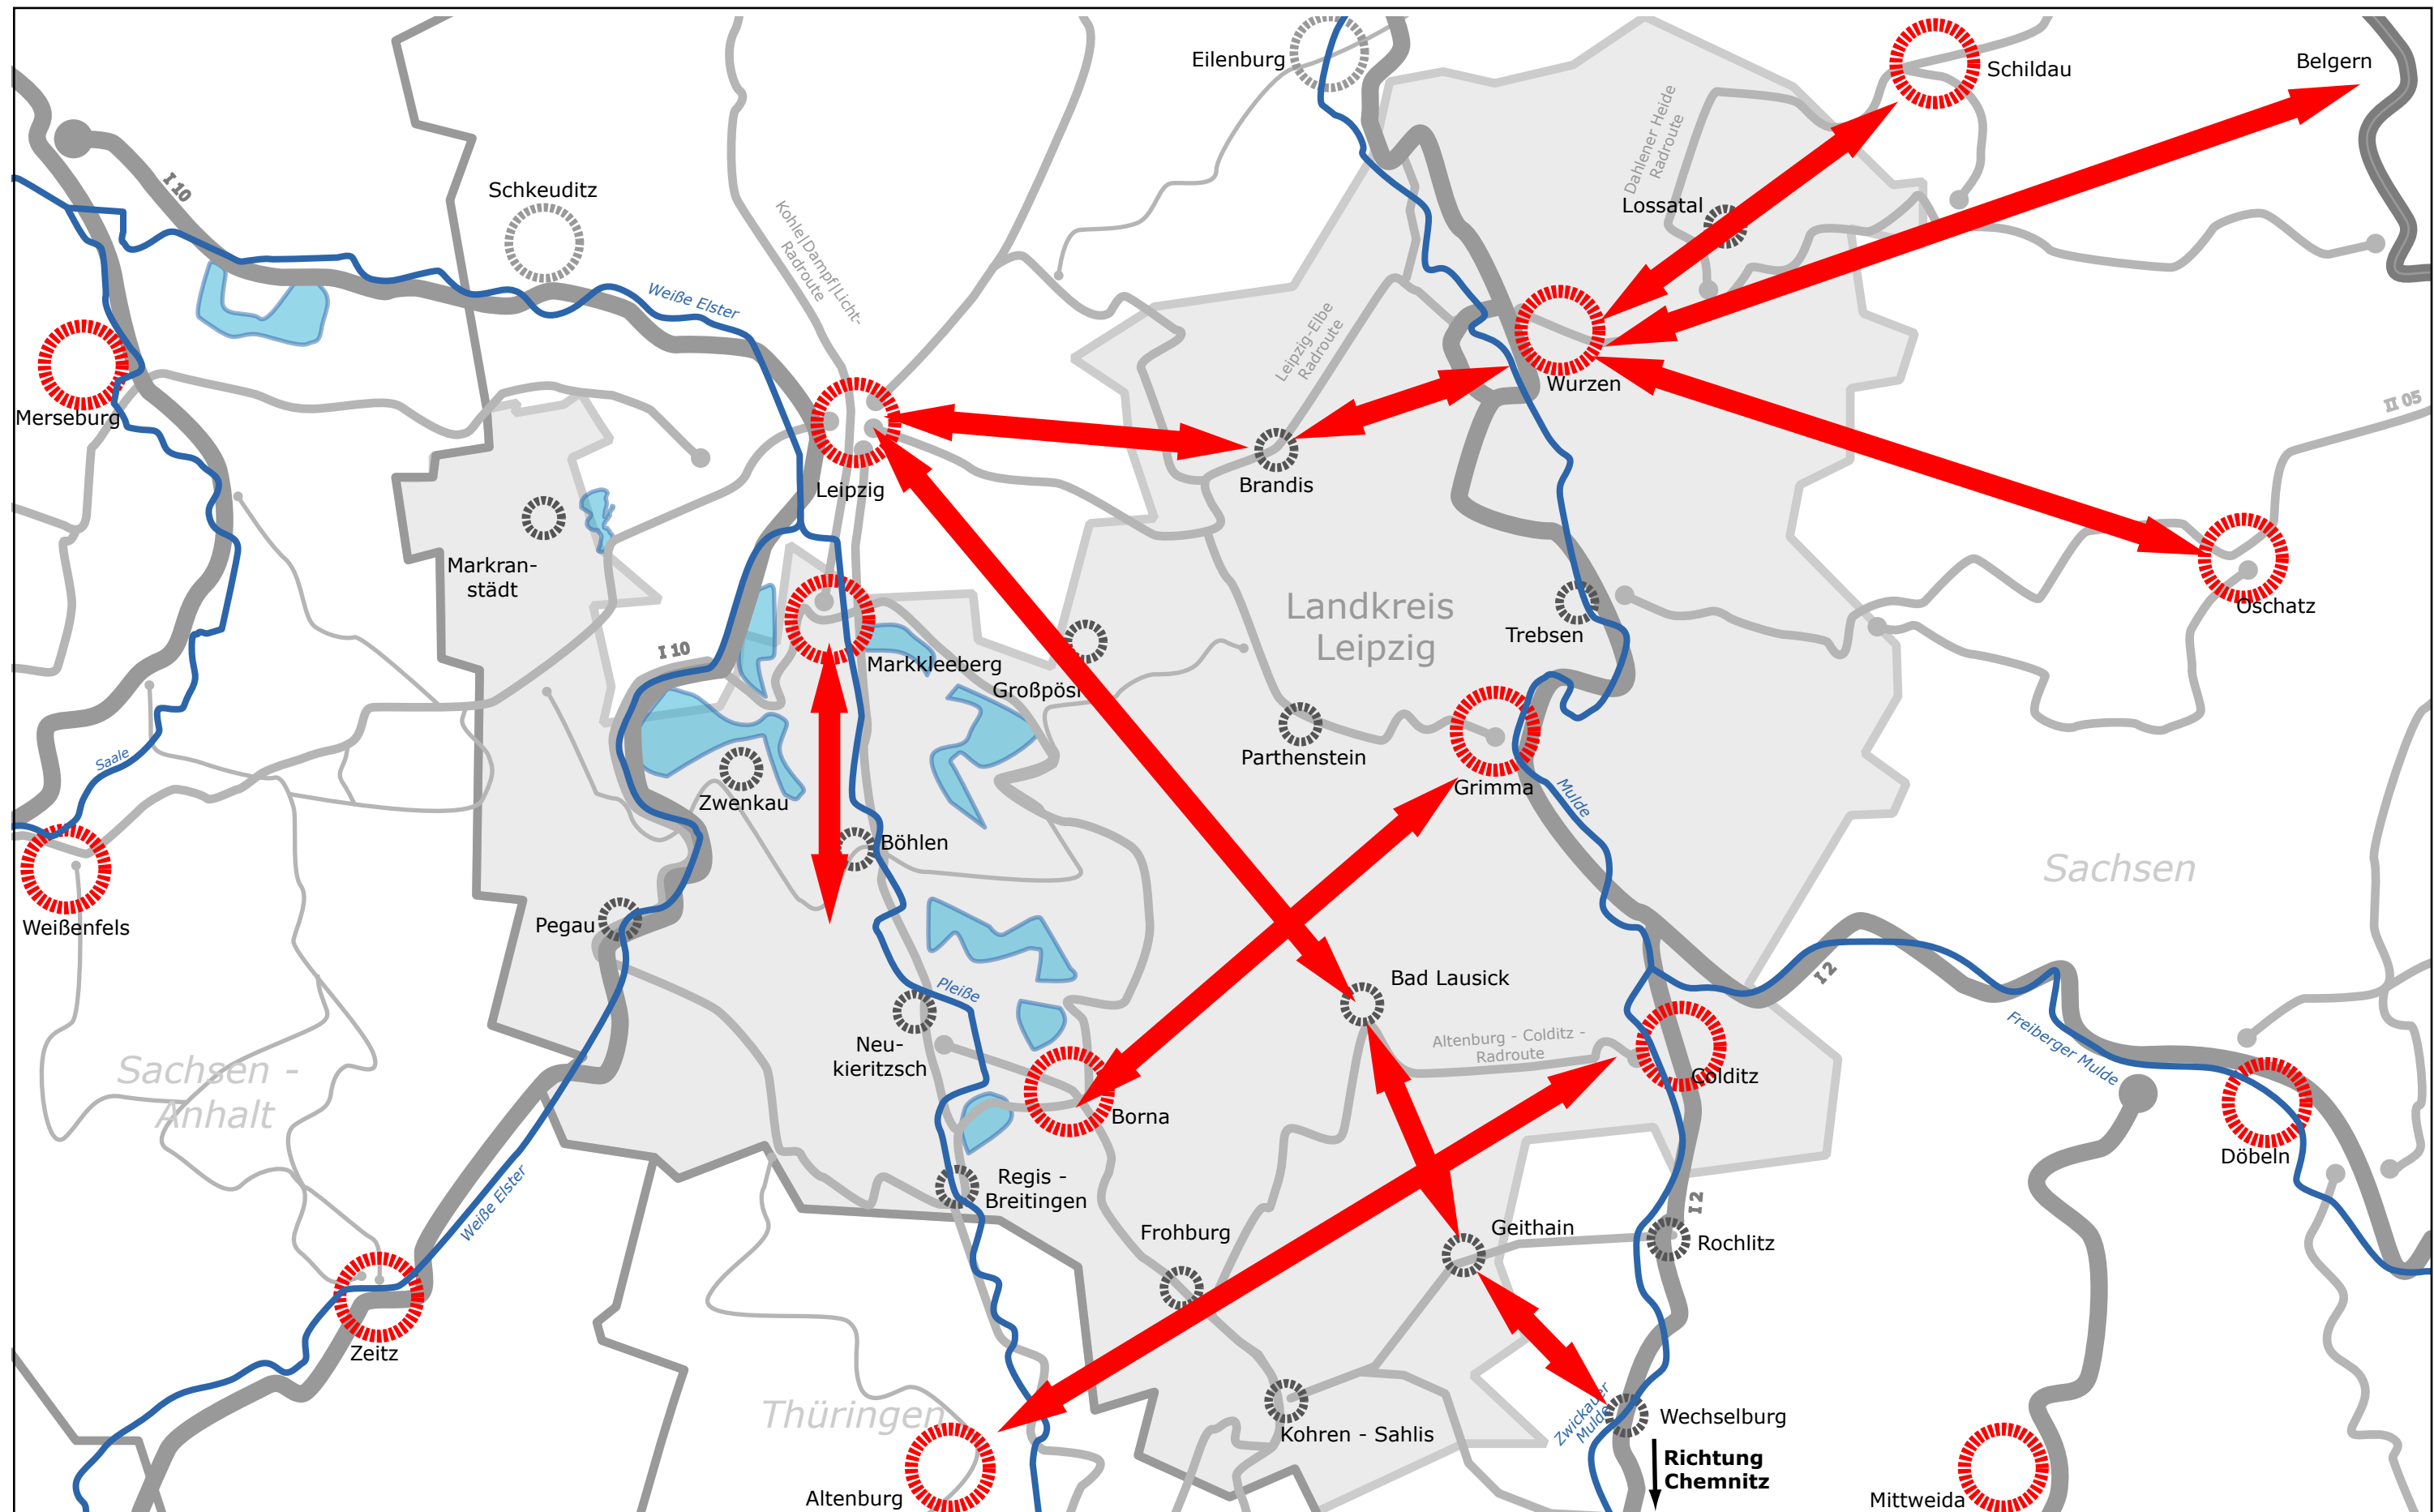 Eilenburg
Schildau
Belgern
I 10
Schkeuditz
Dahlener Heide
Radroute
Lossatal
Kohle|Dampf|Licht-
Radroute
Weiße Elster
Leipzig-Elbe
Radroute
Merseburg
Wurzen
II 05
Leipzig
Brandis
Markran-
städt
Landkreis
Leipzig
Oschatz
Trebsen
I 10
Markkleeberg
Großpösn
Saale
Parthenstein
Grimma
Mulde
Zwenkau
Böhlen
Sachsen
Weißenfels
Pegau
Bad Lausick
I 2
Pleiße
Freiberger Mulde
Altenburg - Colditz -
Radroute
Neu-
kieritzsch
Colditz
Sachsen -
Anhalt
Borna
Döbeln
Regis -
Breitingen
I 2
Weiße Elster
Frohburg
Geithain
Rochlitz
Zeitz
Thüringen
Zwickauer
Mulde
Wechselburg
Kohren - Sahlis
Richtung
Chemnitz
Altenburg
Mittweida